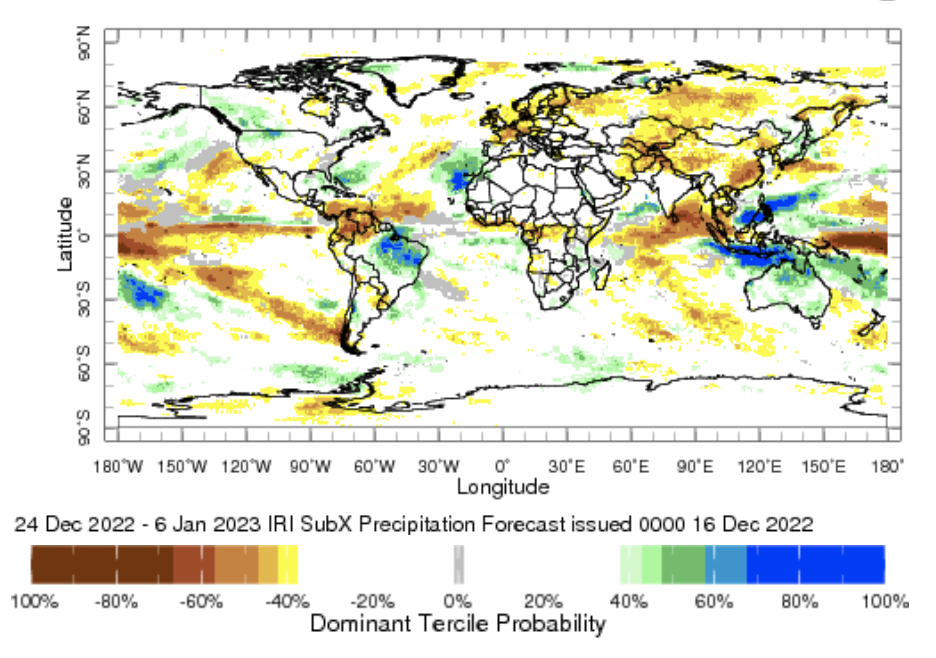 90°N
60°N
30°N
0°
30°S
60°S
90°S
Latitude
180°W 150°W 120°W 90°W 60°W 30°W 0° 30°E 60°E 90°E 120°E 150°E 180°
Longitude
24 Dec 2022 - 6 Jan 2023 IRI SubX Precipitation Forecast issued 0000 16 Dec 2022
100% -80% -60% -40% -20% 0% 20% 40% 60% 80% 100%
Dominant Tercile Probability